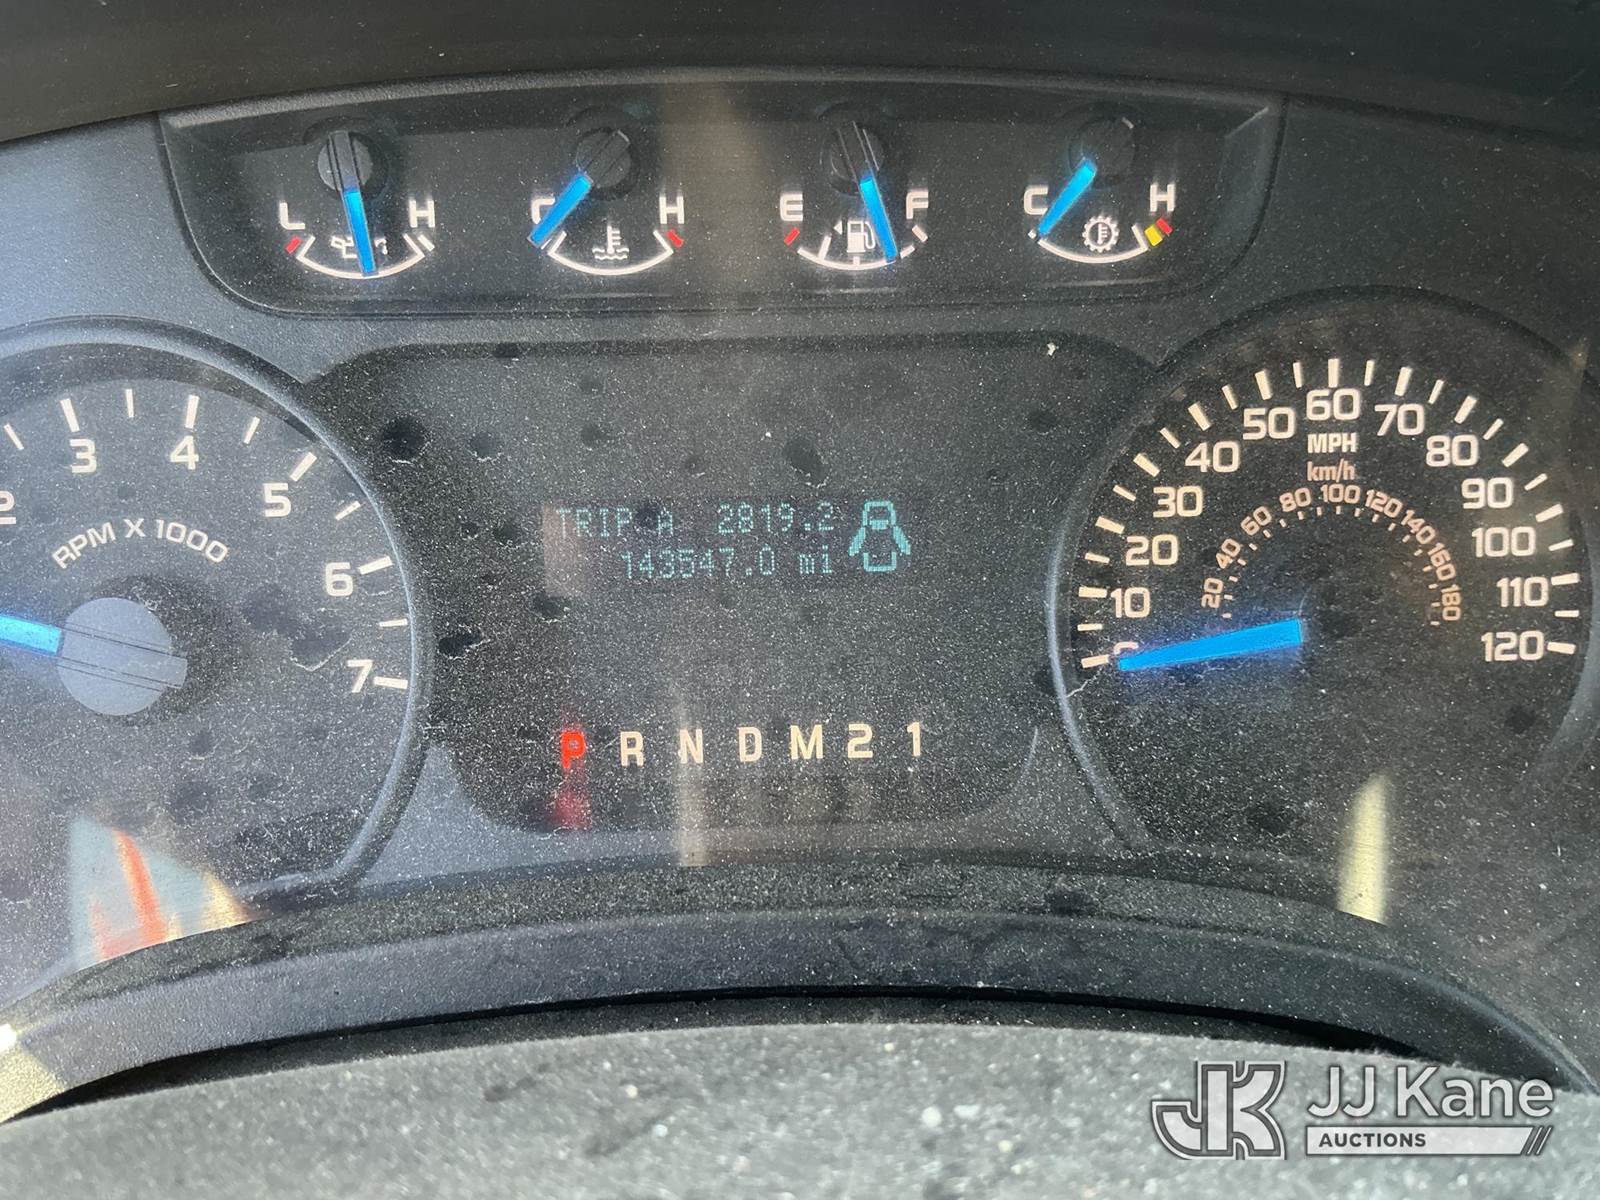 L H
C H
E F
C H
2 3 4 5 6 7
RPM X 1000
TRIP A 2819.2
143547.0 mi
P R N D M 2 1
0 10 20 30 40 50 60 70 80 90 100 110 120
MPH
km/h
20 40 60 80 100 120 140 160 180
JK JJ Kane
AUCTIONS